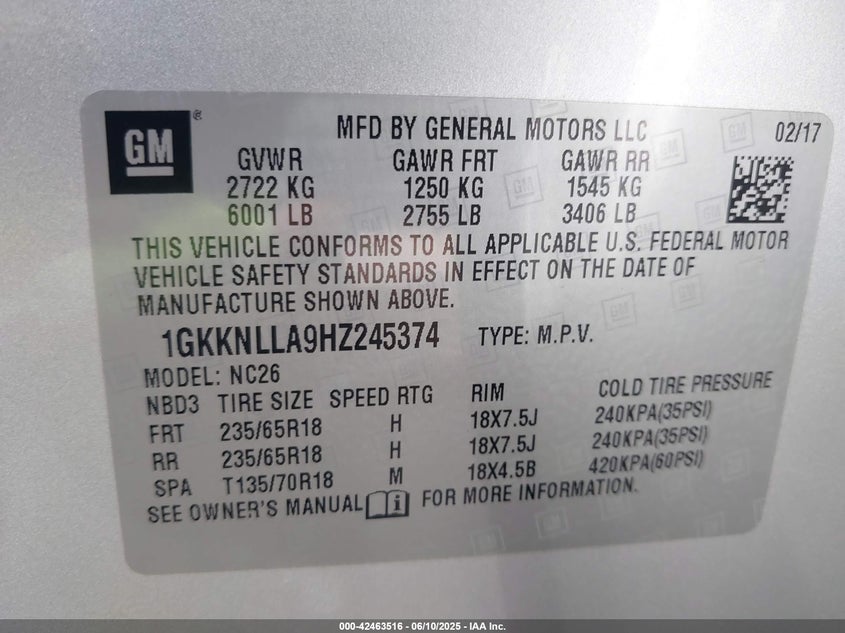 GM ®
MFD BY GENERAL MOTORS LLC 02/17
GVWR GAWR FRT GAWR RR
2722 KG 1250 KG 1545 KG
6001 LB 2755 LB 3406 LB
THIS VEHICLE CONFORMS TO ALL APPLICABLE U.S. FEDERAL MOTOR
VEHICLE SAFETY STANDARDS IN EFFECT ON THE DATE OF
MANUFACTURE SHOWN ABOVE.
1GKKNLLA9HZ245374 TYPE: M.P.V.
MODEL: NC26
NBD3 TIRE SIZE SPEED RTG RIM COLD TIRE PRESSURE
FRT 235/65R18 H 18X7.5J 240KPA(35PSI)
RR 235/65R18 H 18X7.5J 240KPA(35PSI)
SPA T135/70R18 M 18X4.5B 420KPA(60PSI)
SEE OWNER'S MANUAL i FOR MORE INFORMATION.
000-42463516 - 06/10/2025 - IAA Inc.